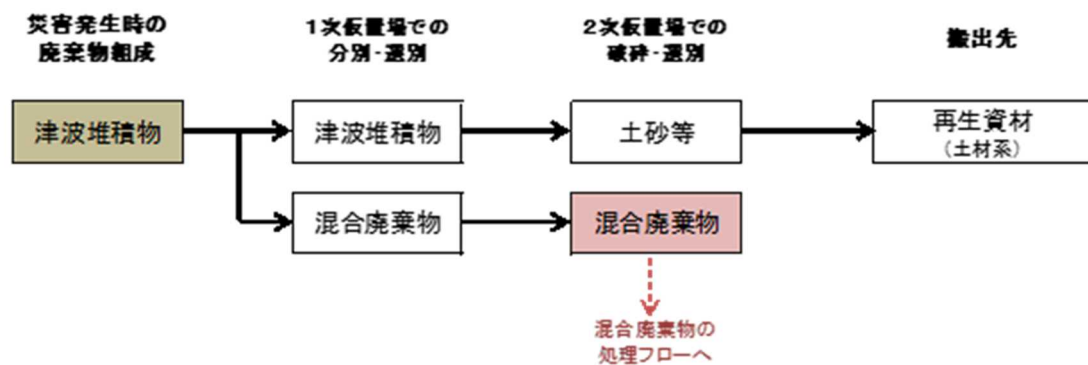 災害発生時の
廃棄物組成
1次仮置場での
分別・選別
2次仮置場での
破砕・選別
搬出先
津波堆積物
津波堆積物
土砂等
再生資材
(土材系)
混合廃棄物
混合廃棄物
混合廃棄物の
処理フローへ